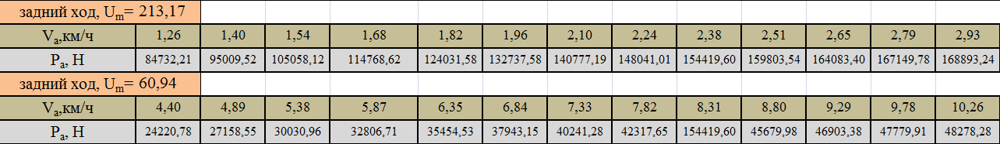 задний ход, Um= 213,17
Va,км/ч 1,26 1,40 1,54 1,68 1,82 1,96 2,10 2,24 2,38 2,51 2,65 2,79 2,93
Pa, Н 84732,21 95009,52 105058,12 114768,62 124031,58 132737,58 140777,19 148041,01 154419,60 159803,54 164083,40 167149,78 168893,24
задний ход, Um= 60,94
Va,км/ч 4,40 4,89 5,38 5,87 6,35 6,84 7,33 7,82 8,31 8,80 9,29 9,78 10,26
Pa, Н 24220,78 27158,55 30030,96 32806,71 35454,53 37943,15 40241,28 42317,65 154419,60 45679,98 46903,38 47779,91 48278,28